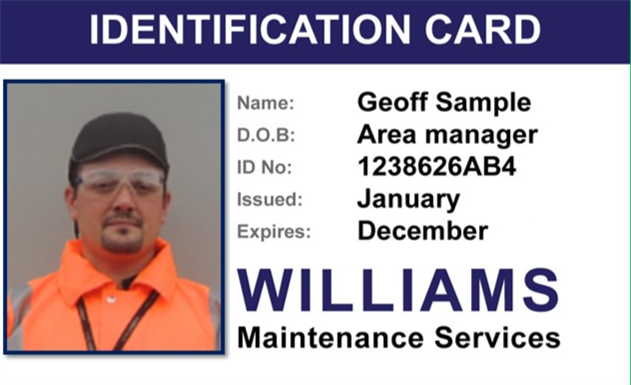 IDENTIFICATION CARD
Name: Geoff Sample
D.O.B: Area manager
ID No: 1238626AB4
Issued: January
Expires: December
WILLIAMS
Maintenance Services